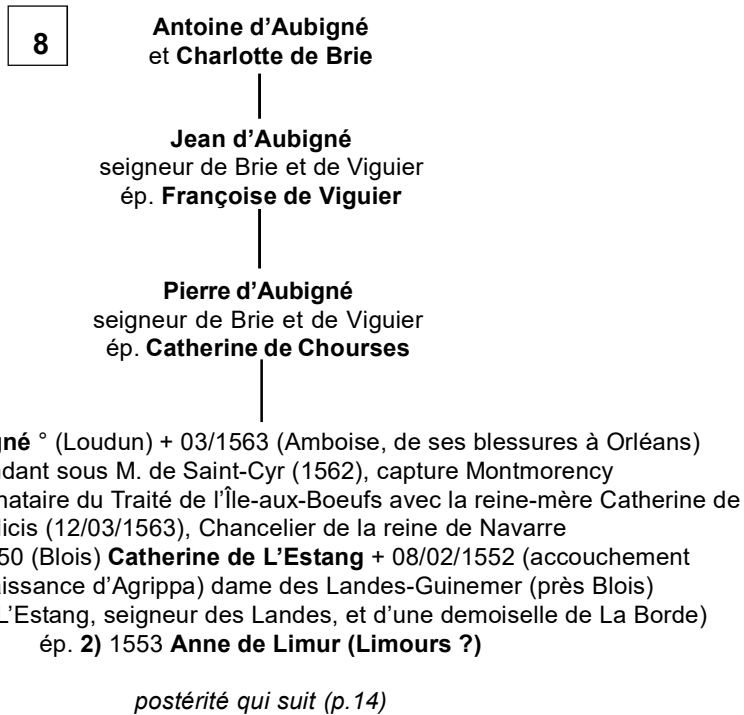 8
Antoine d’Aubigné
et Charlotte de Brie
Jean d’Aubigné
seigneur de Brie et de Viguier
ép. Françoise de Viguier
Pierre d’Aubigné
seigneur de Brie et de Viguier
ép. Catherine de Chourses
gné ° (Loudun) + 03/1563 (Amboise, de ses blessures à Orléans)
ndant sous M. de Saint-Cyr (1562), capture Montmorency
nataire du Traité de l’Île-aux-Boeufs avec la reine-mère Catherine de
dicis (12/03/1563), Chancelier de la reine de Navarre
50 (Blois) Catherine de L’Estang + 08/02/1552 (accouchement
aissance d’Agrippa) dame des Landes-Guinemer (près Blois)
L’Estang, seigneur des Landes, et d’une demoiselle de La Borde)
ép. 2) 1553 Anne de Limur (Limours ?)
postérité qui suit (p.14)